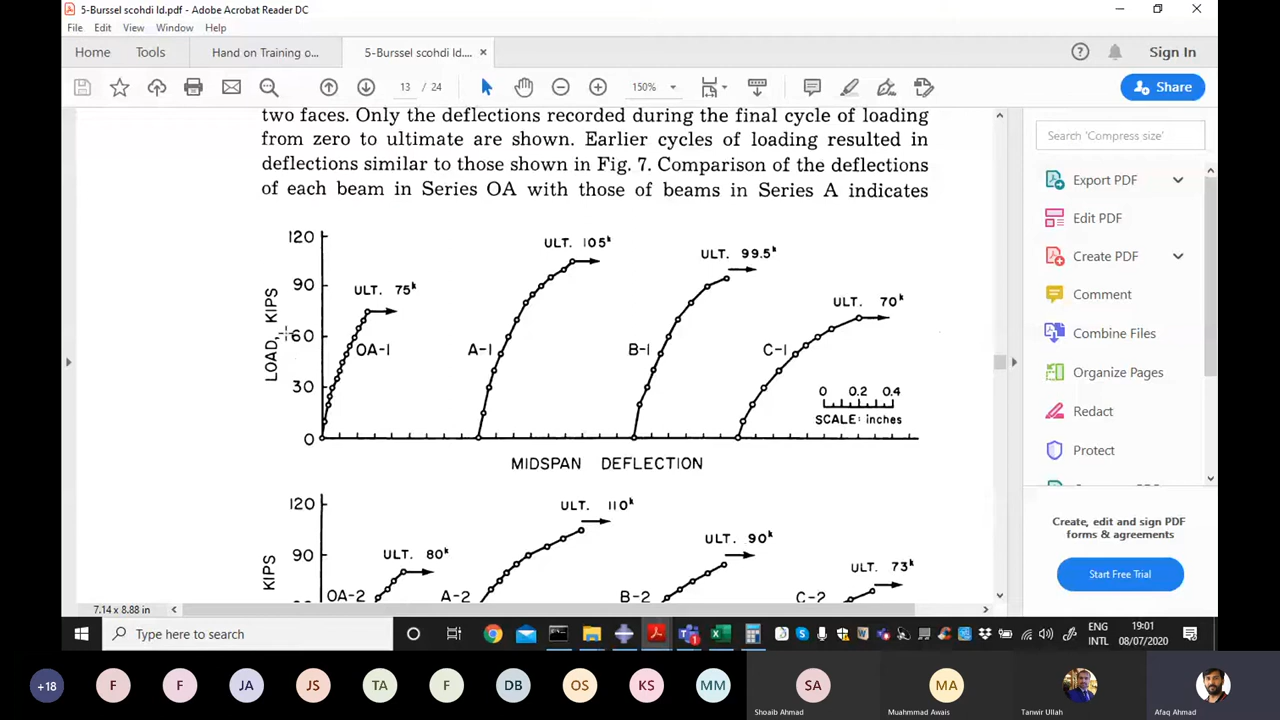 5-Burssel scohdi ld.pdf - Adobe Acrobat Reader DC
File Edit View Window Help
Home Tools Hand on Training o... 5-Burssel scohdi ld.... × Sign In
13 / 24 150% Share
two faces. Only the deflections recorded during the final cycle of loading
from zero to ultimate are shown. Earlier cycles of loading resulted in
deflections similar to those shown in Fig. 7. Comparison of the deflections
of each beam in Series OA with those of beams in Series A indicates
120
90
60
30
0
LOAD, KIPS
ULT. 75k
OA-1
ULT. 105k
A-1
ULT. 99.5k
B-1
ULT. 70k
C-1
0 0.2 0.4
SCALE: inches
MIDSPAN DEFLECTION
120
90
KIPS
ULT. 80k
OA-2
ULT. 110k
A-2
ULT. 90k
B-2
ULT. 73k
C-2
7.14 x 8.88 in
Search 'Compress size'
Export PDF
Edit PDF
Create PDF
Comment
Combine Files
Organize Pages
Redact
Protect
Create, edit and sign PDF
forms & agreements
Start Free Trial
Type here to search
ENG
INTL
19:01
08/07/2020
+18 F F JA JS TA F DB OS KS MM SA MA
Shoaib Ahmad Muahmmad Awais Tanwir Ullah Afaq Ahmad